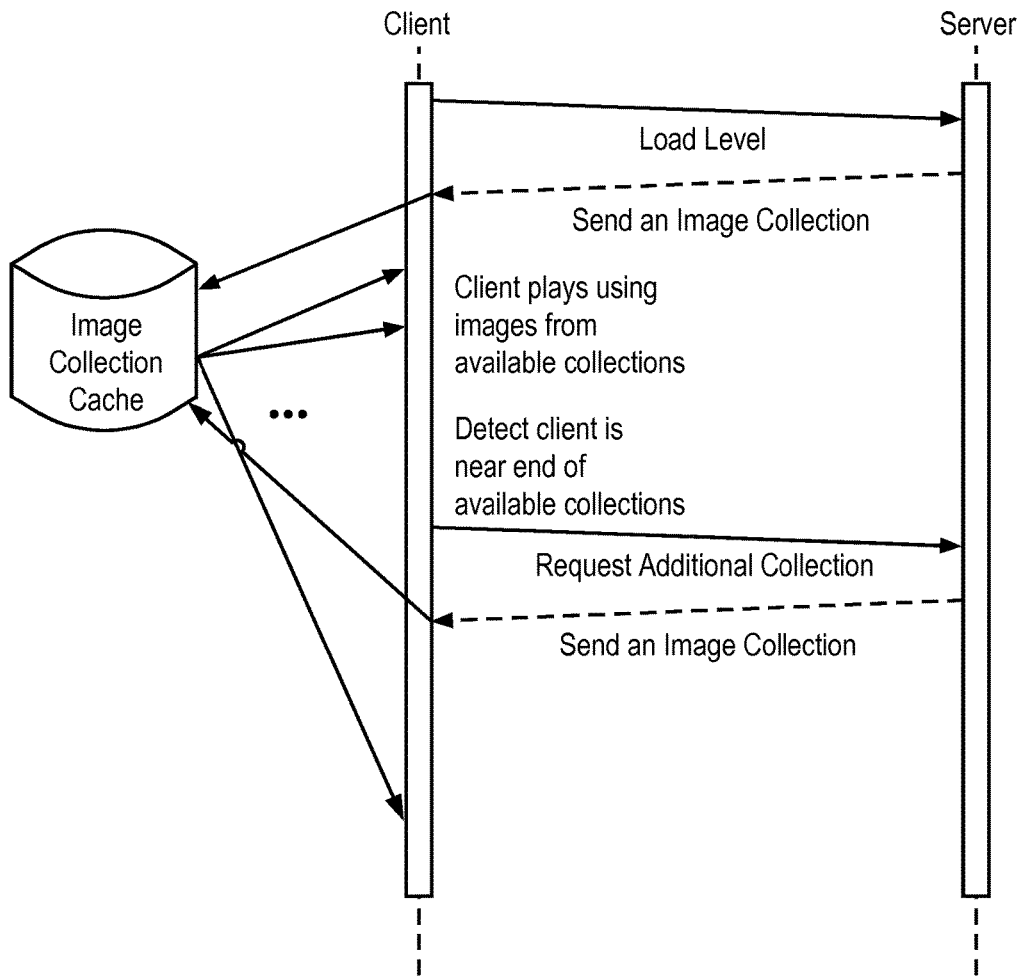 Client
Server
Load Level
Send an Image Collection
Image
Collection
Cache
Client plays using
images from
available collections
...
Detect client is
near end of
available collections
Request Additional Collection
Send an Image Collection